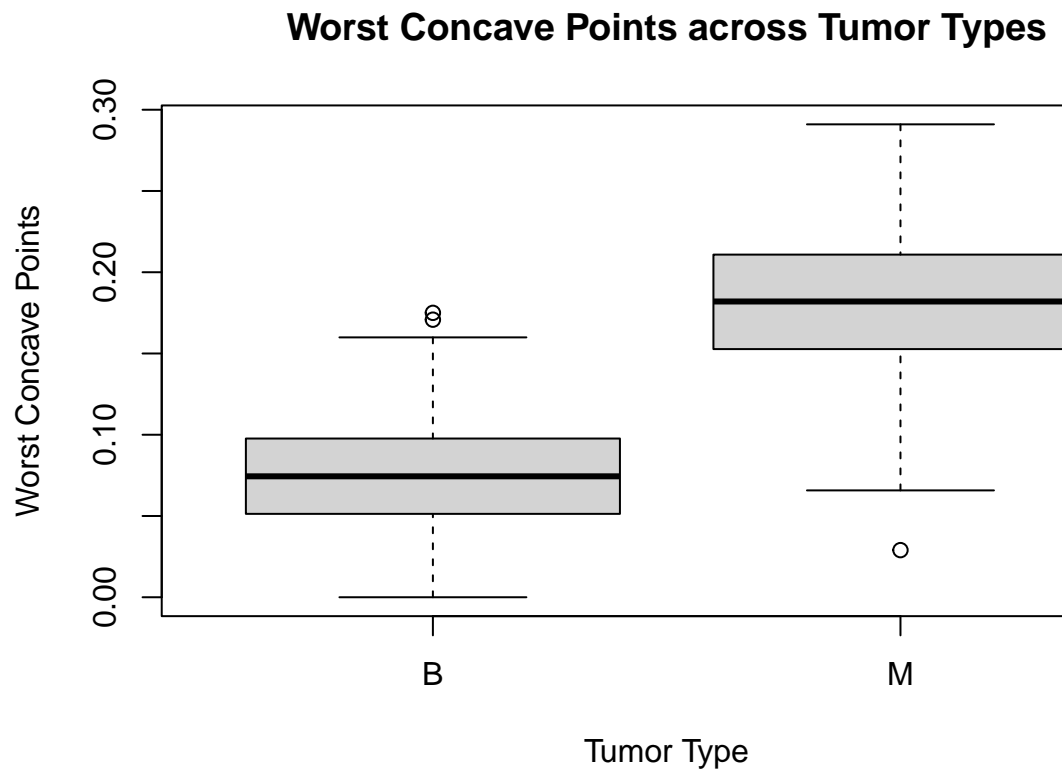 Worst Concave Points across Tumor Types
Worst Concave Points
0.30
0.20
0.10
0.00
B
M
Tumor Type